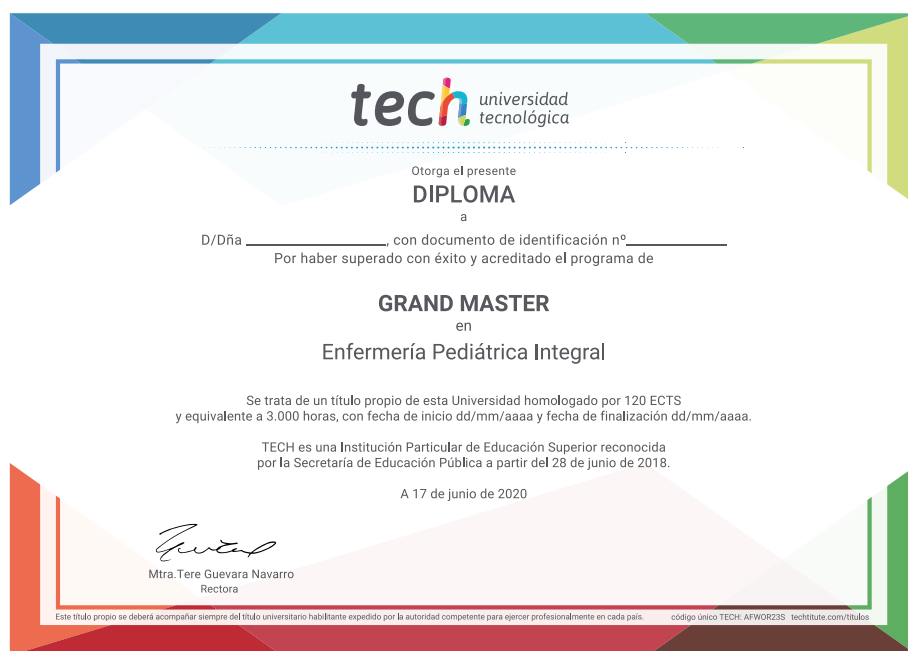 tech universidad
tecnológica
Otorga el presente
DIPLOMA
a
D/Dña ________________, con documento de identificación nº____________
Por haber superado con éxito y acreditado el programa de
GRAND MASTER
en
Enfermería Pediátrica Integral
Se trata de un título propio de esta Universidad homologado por 120 ECTS
y equivalente a 3.000 horas, con fecha de inicio dd/mm/aaaa y fecha de finalización dd/mm/aaaa.
TECH es una Institución Particular de Educación Superior reconocida
por la Secretaría de Educación Pública a partir del 28 de junio de 2018.
A 17 de junio de 2020
Mtra.Tere Guevara Navarro
Rectora
Este título propio se deberá acompañar siempre del título universitario habilitante expedido por la autoridad competente para ejercer profesionalmente en cada país. código único TECH: AFWOR23S techtitute.com/titulos